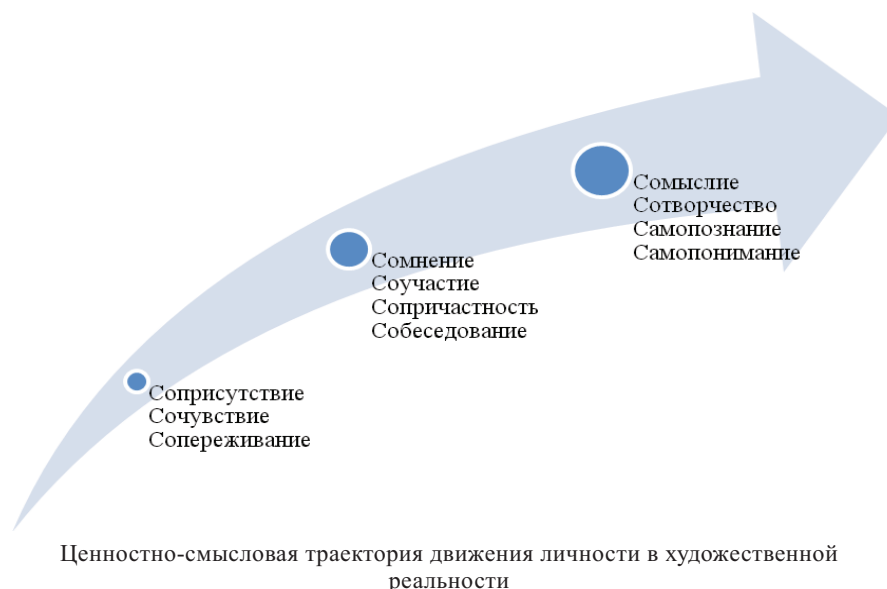 Сомыслие
Сотворчество
Самопознание
Самопонимание
Сомнение
Соучастие
Сопричастность
Собеседование
Соприсутствие
Сочувствие
Сопереживание
Ценностно-смысловая траектория движения личности в художественной
реальности